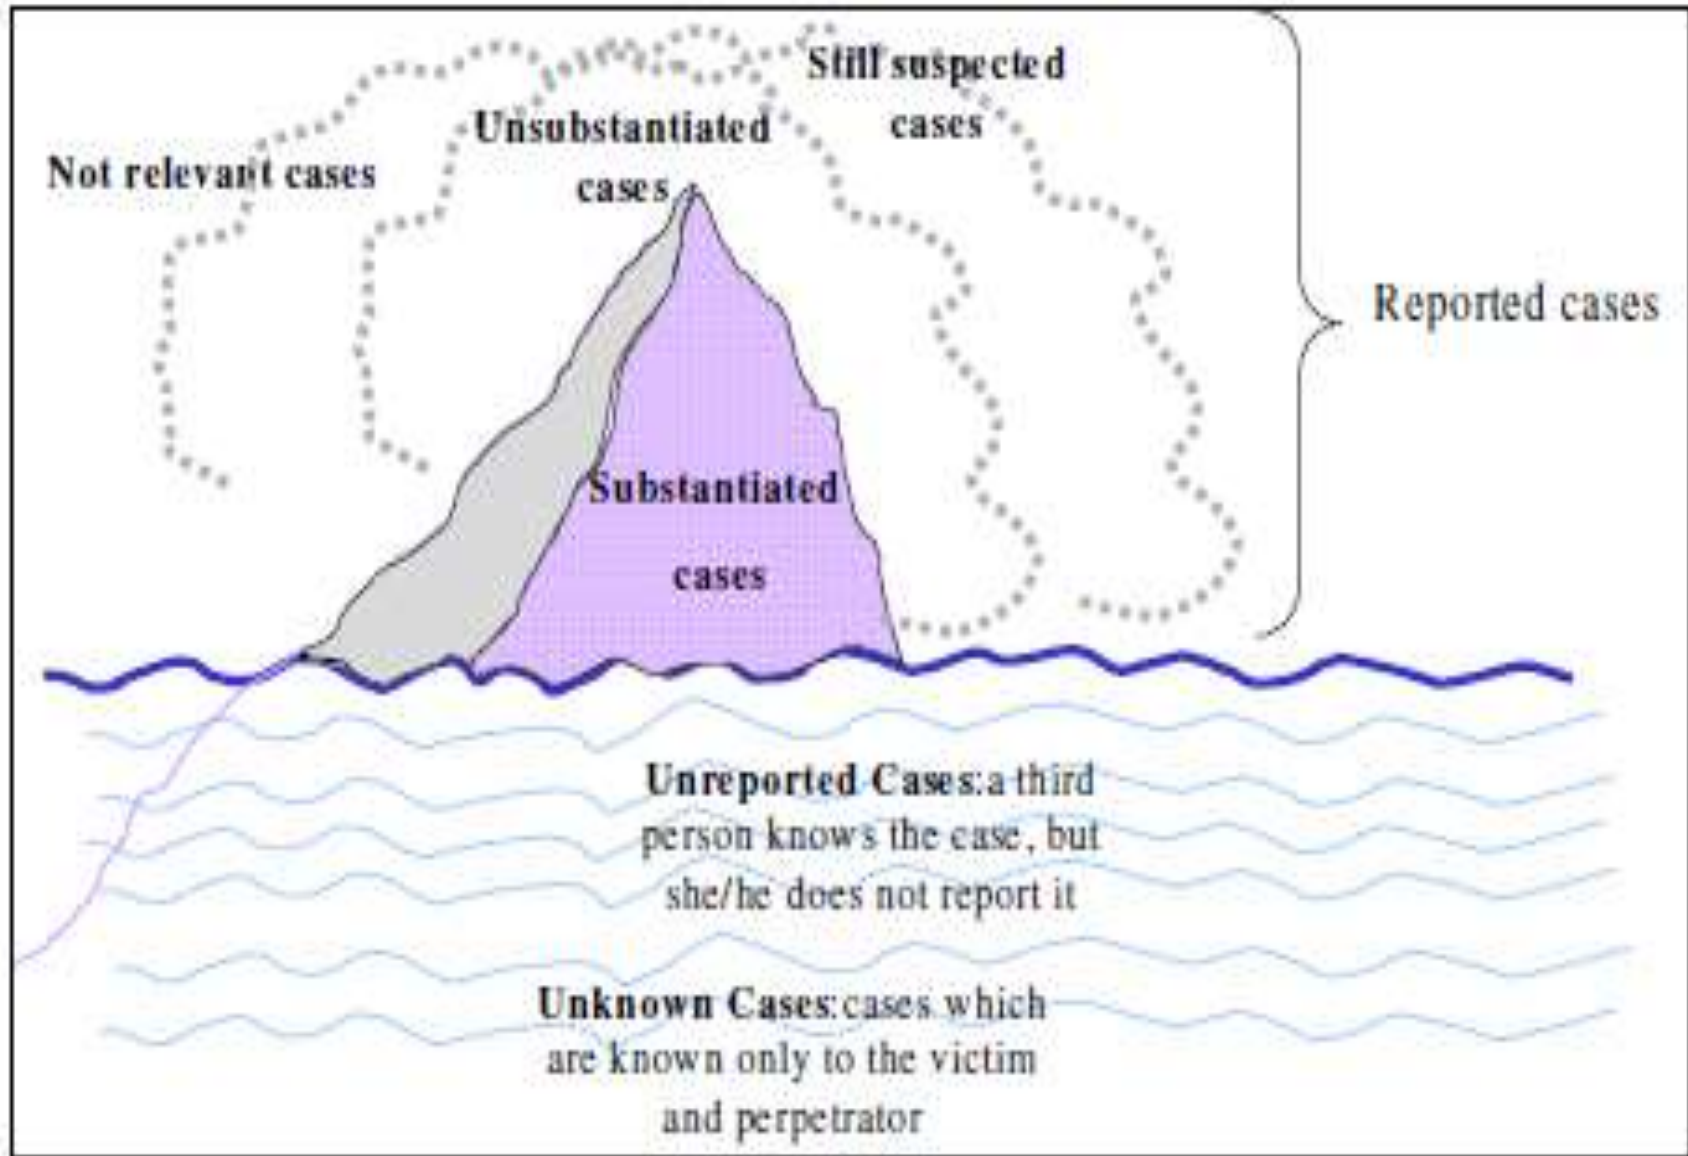 Still suspected
cases
Unsubstantiated
cases
Not relevant cases
Reported cases
Substantiated
cases
Unreported Cases:a third
person knows the case, but
she/he does not report it
Unknown Cases:cases which
are known only to the victim
and perpetrator